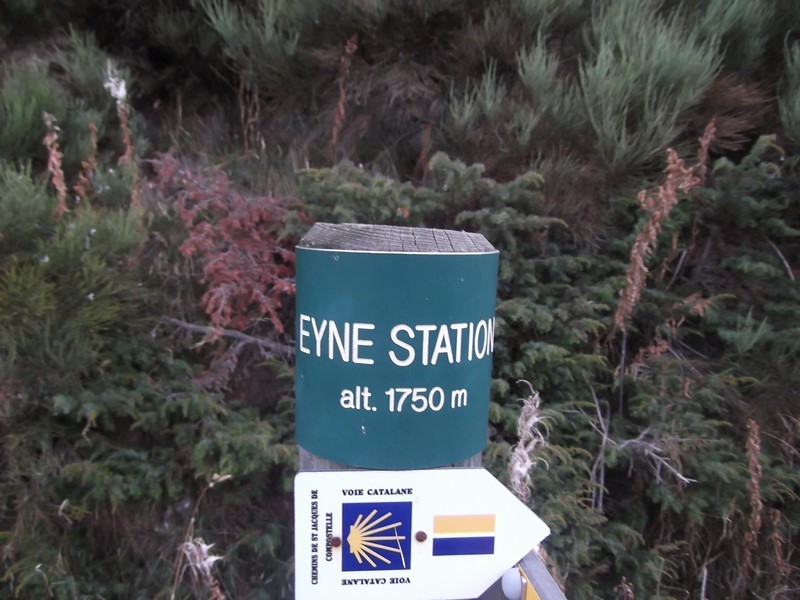 EYNE STATION
alt. 1750 m
VOIE CATALANE
CHEMINS DE ST JACQUES DE
COMPOSTELLE
VOIE CATALANE